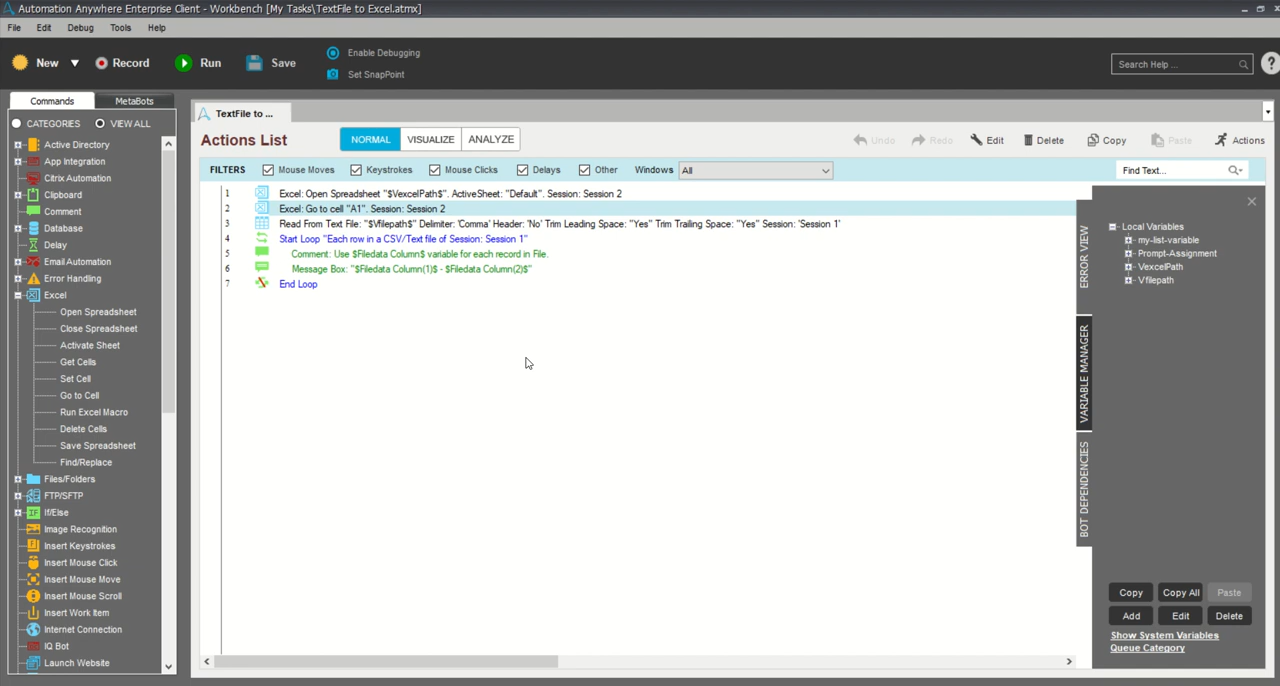 Automation Anywhere Enterprise Client - Workbench [My Tasks\TextFile to Excel.atmx]
File Edit Debug Tools Help
New Record Run Save
Enable Debugging
Set SnapPoint
Search Help ...
?
Commands MetaBots
CATEGORIES VIEW ALL
Active Directory
App Integration
Citrix Automation
Clipboard
Comment
Database
Delay
Email Automation
Error Handling
Excel
Open Spreadsheet
Close Spreadsheet
Activate Sheet
Get Cells
Set Cell
Go to Cell
Run Excel Macro
Delete Cells
Save Spreadsheet
Find/Replace
Files/Folders
FTP/SFTP
IF If/Else
Image Recognition
Insert Keystrokes
Insert Mouse Click
Insert Mouse Move
Insert Mouse Scroll
Insert Work Item
Internet Connection
IQ Bot
Launch Website
TextFile to ...
Actions List NORMAL VISUALIZE ANALYZE Undo Redo Edit Delete Copy Paste Actions
FILTERS Mouse Moves Keystrokes Mouse Clicks Delays Other Windows All Find Text...
1 Excel: Open Spreadsheet "$VexcelPath$". ActiveSheet: "Default". Session: Session 2
2 Excel: Go to cell "A1". Session: Session 2
3 Read From Text File: "$Vfilepath$" Delimiter: 'Comma' Header: 'No' Trim Leading Space: "Yes" Trim Trailing Space: "Yes" Session: 'Session 1'
4 Start Loop "Each row in a CSV/Text file of Session: Session 1"
5 Comment: Use $Filedata Column$ variable for each record in File.
6 Message Box: "$Filedata Column(1)$ - $Filedata Column(2)$"
7 End Loop
ERROR VIEW
VARIABLE MANAGER
BOT DEPENDENCIES
Local Variables
my-list-variable
Prompt-Assignment
VexcelPath
Vfilepath
Copy Copy All Paste
Add Edit Delete
Show System Variables
Queue Category